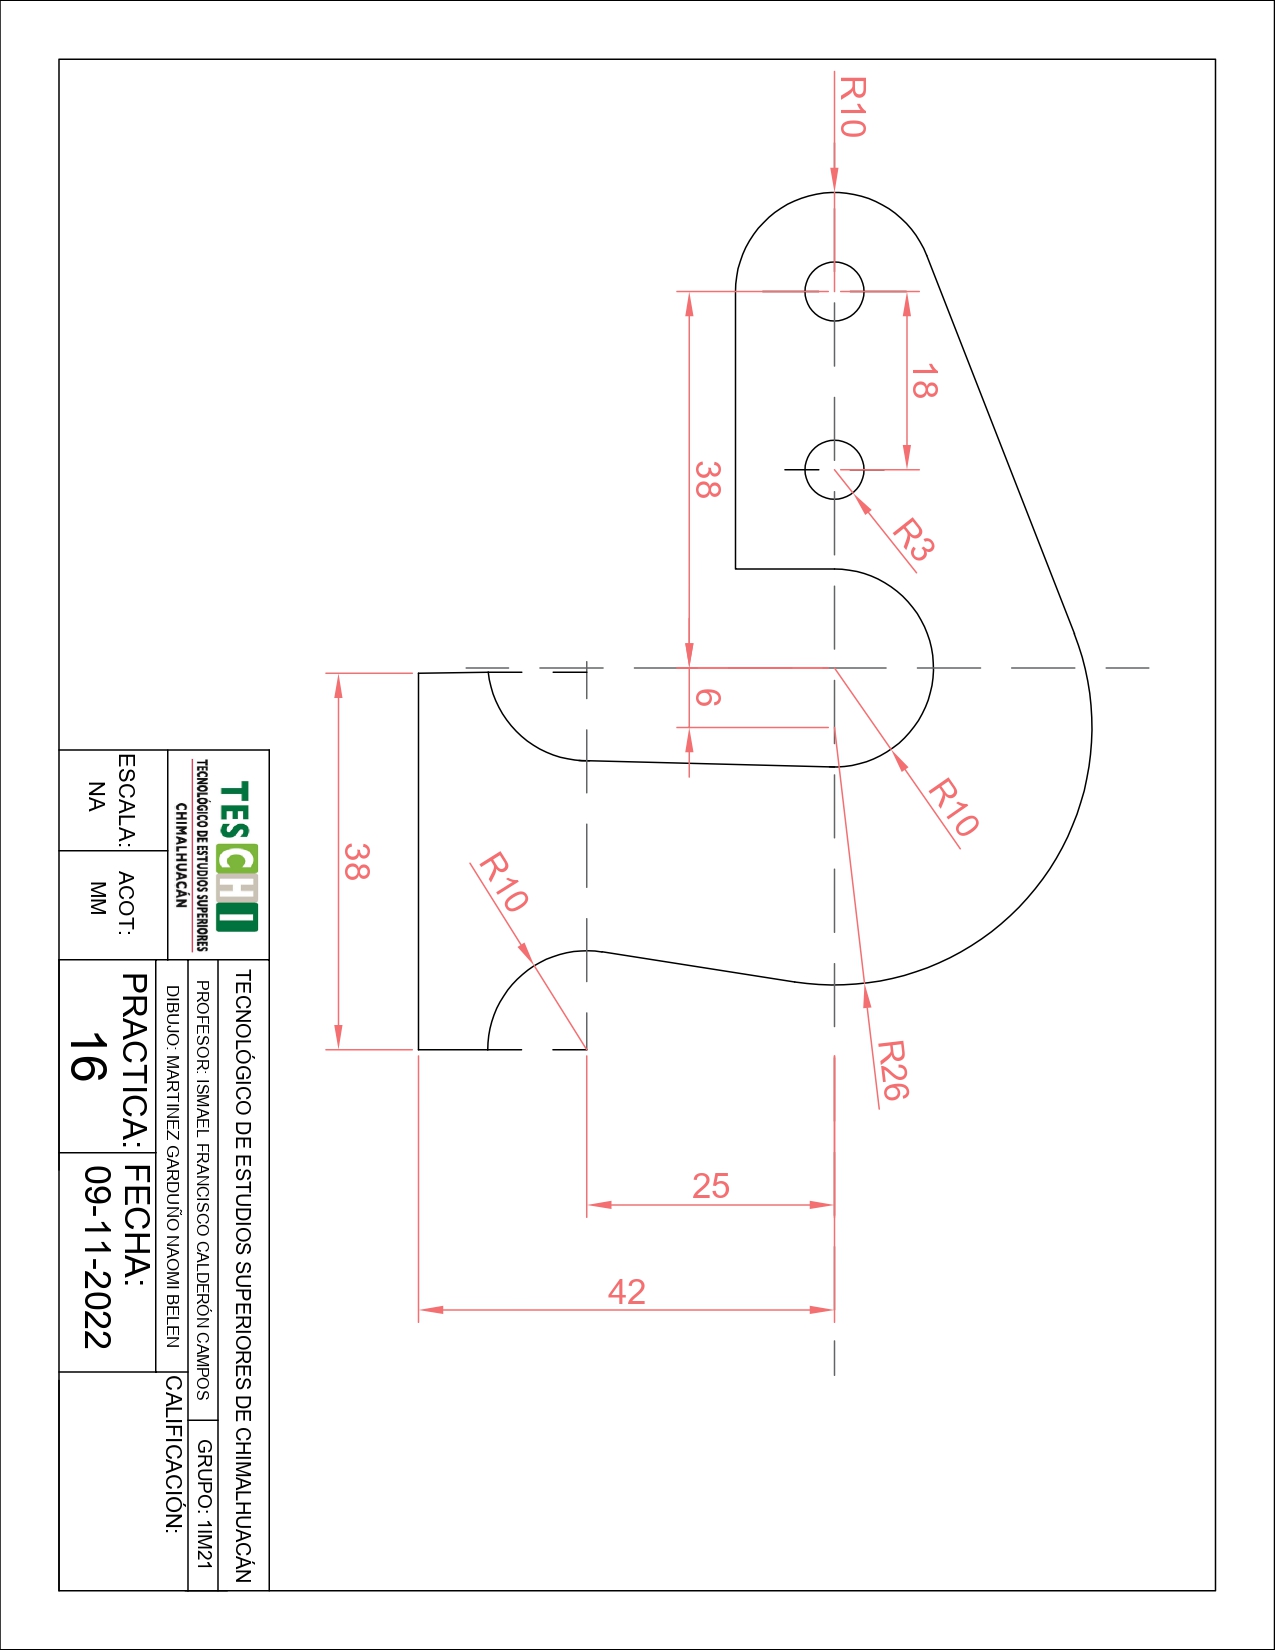 18
R3
R10
R10
R26
R10
38
6
25
42
R10
38
TESCHI
TECNOLÓGICO DE ESTUDIOS SUPERIORES
CHIMALHUACÁN
TECNOLÓGICO DE ESTUDIOS SUPERIORES DE CHIMALHUACÁN
PROFESOR: ISMAEL FRANCISCO CALDERÓN CAMPOS
GRUPO: 1IM21
DIBUJO: MARTINEZ GARDUÑO NAOMI BELEN
CALIFICACIÓN:
ESCALA:
NA
ACOT:
MM
PRACTICA:
16
FECHA:
09-11-2022